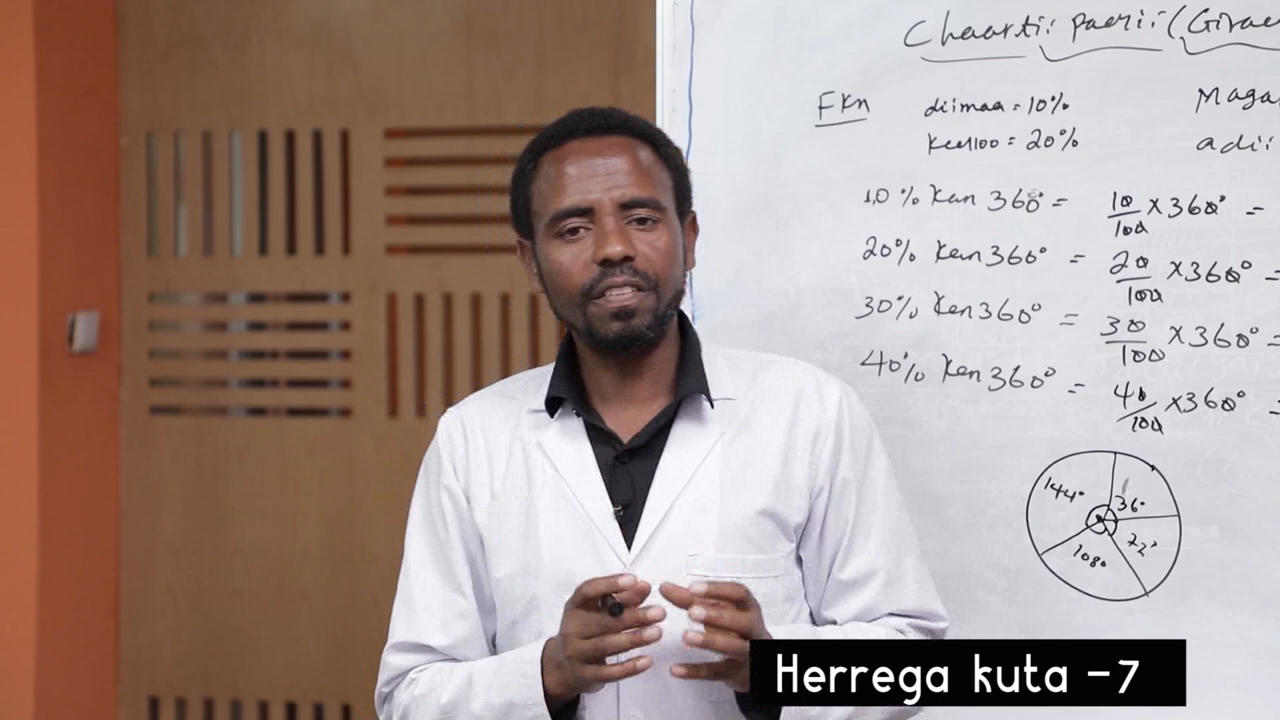 Chaartii paayii (Girae
FKn diimaa = 10% Maga
Keelloo = 20% adii:
10% Kan 360° = 10/100 x 360° =
20% Kan 360° = 20/100 x 360° =
30% Kan 360° = 30/100 x 360° =
40% Kan 360° = 40/100 x 360° =
144° 36°
108° 72°
Herrega kuta -7